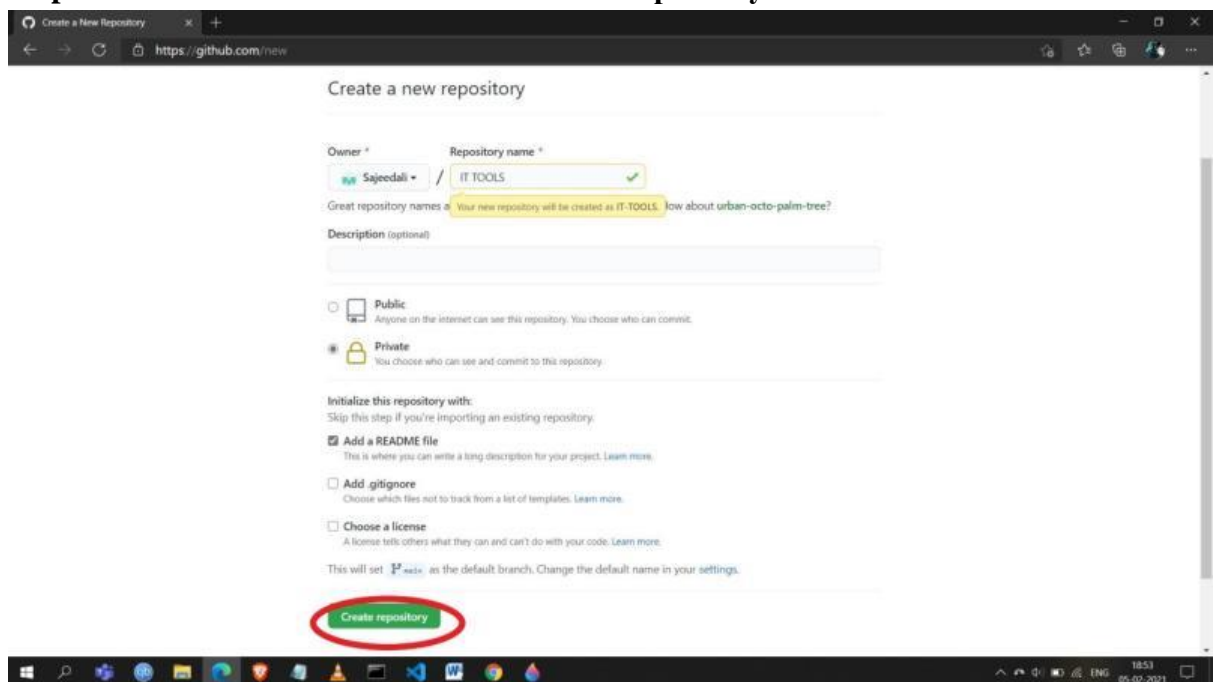 Create a New Repository
https://github.com/new
Create a new repository
Owner * Repository name *
Sajeedali / IT TOOLS
Great repository names a Your new repository will be created as IT-TOOLS. low about urban-octo-palm-tree?
Description (optional)
Public
Anyone on the internet can see this repository. You choose who can commit.
Private
You choose who can see and commit to this repository.
Initialize this repository with:
Skip this step if you're importing an existing repository.
Add a README file
This is where you can write a long description for your project. Learn more.
Add .gitignore
Choose which files not to track from a list of templates. Learn more.
Choose a license
A license tells others what they can and can't do with your code. Learn more.
This will set main as the default branch. Change the default name in your settings.
Create repository
ENG
18:53
05-02-2021